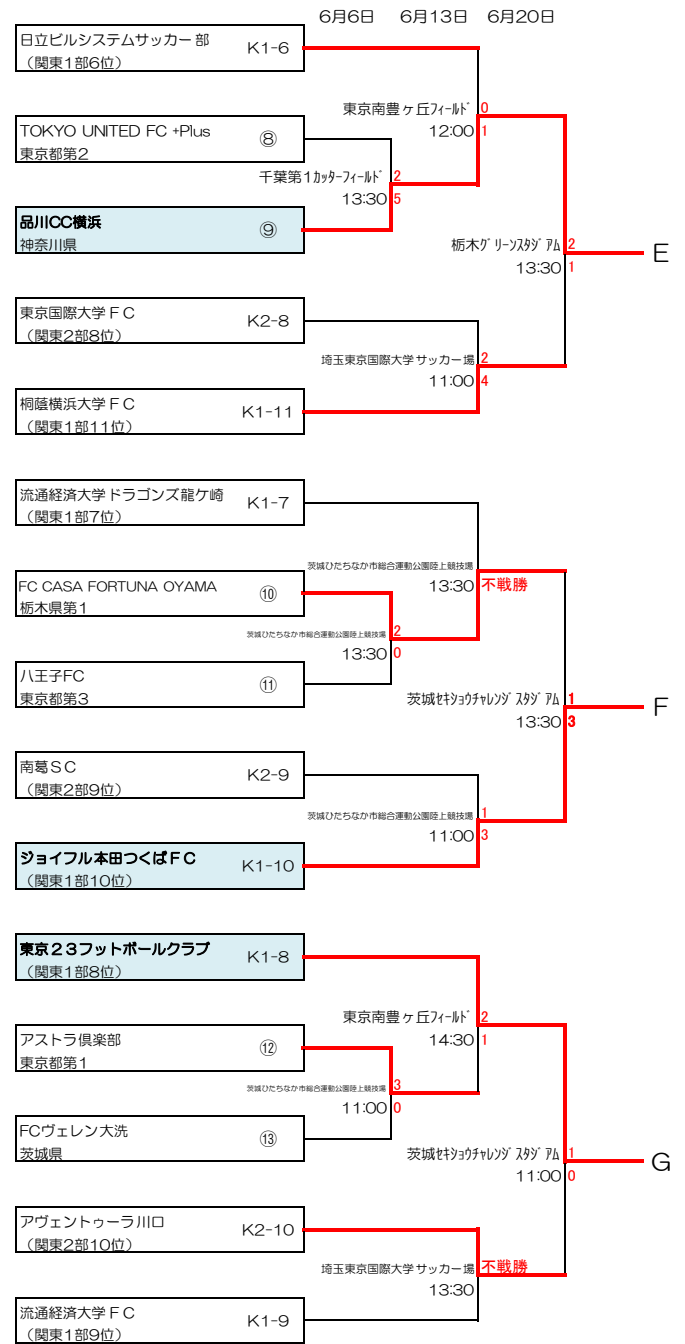 6月6日 6月13日 6月20日
日立ビルシステムサッカー部 K1-6
(関東1部6位)
東京南豊ヶ丘フィールド 0
12:00 1
TOKYO UNITED FC +Plus ⑧
東京都第2
千葉第1カッターフィールド 2
13:30 5
品川CC横浜 ⑨
神奈川県
栃木グリーンスタジアム 2
13:30 1
E
東京国際大学FC K2-8
(関東2部8位)
埼玉東京国際大学サッカー場 2
11:00 4
桐蔭横浜大学FC K1-11
(関東1部11位)
流通経済大学ドラゴンズ龍ケ崎 K1-7
(関東1部7位)
茨城ひたちなか市総合運動公園陸上競技場
13:30 不戦勝
FC CASA FORTUNA OYAMA ⑩
栃木県第1
茨城ひたちなか市総合運動公園陸上競技場 2
13:30 0
八王子FC ⑪
東京都第3
茨城セキショウチャレンジスタジアム 1
13:30 3
F
南葛SC K2-9
(関東2部9位)
茨城ひたちなか市総合運動公園陸上競技場 1
11:00 3
ジョイフル本田つくばFC K1-10
(関東1部10位)
東京23フットボールクラブ K1-8
(関東1部8位)
東京南豊ヶ丘フィールド 2
14:30 1
アストラ倶楽部 ⑫
東京都第1
茨城ひたちなか市総合運動公園陸上競技場 3
11:00 0
FCヴェレン大洗 ⑬
茨城県
茨城セキショウチャレンジスタジアム 1
11:00 0
G
アヴェントゥーラ川口 K2-10
(関東2部10位)
埼玉東京国際大学サッカー場 不戦勝
13:30
流通経済大学FC K1-9
(関東1部9位)